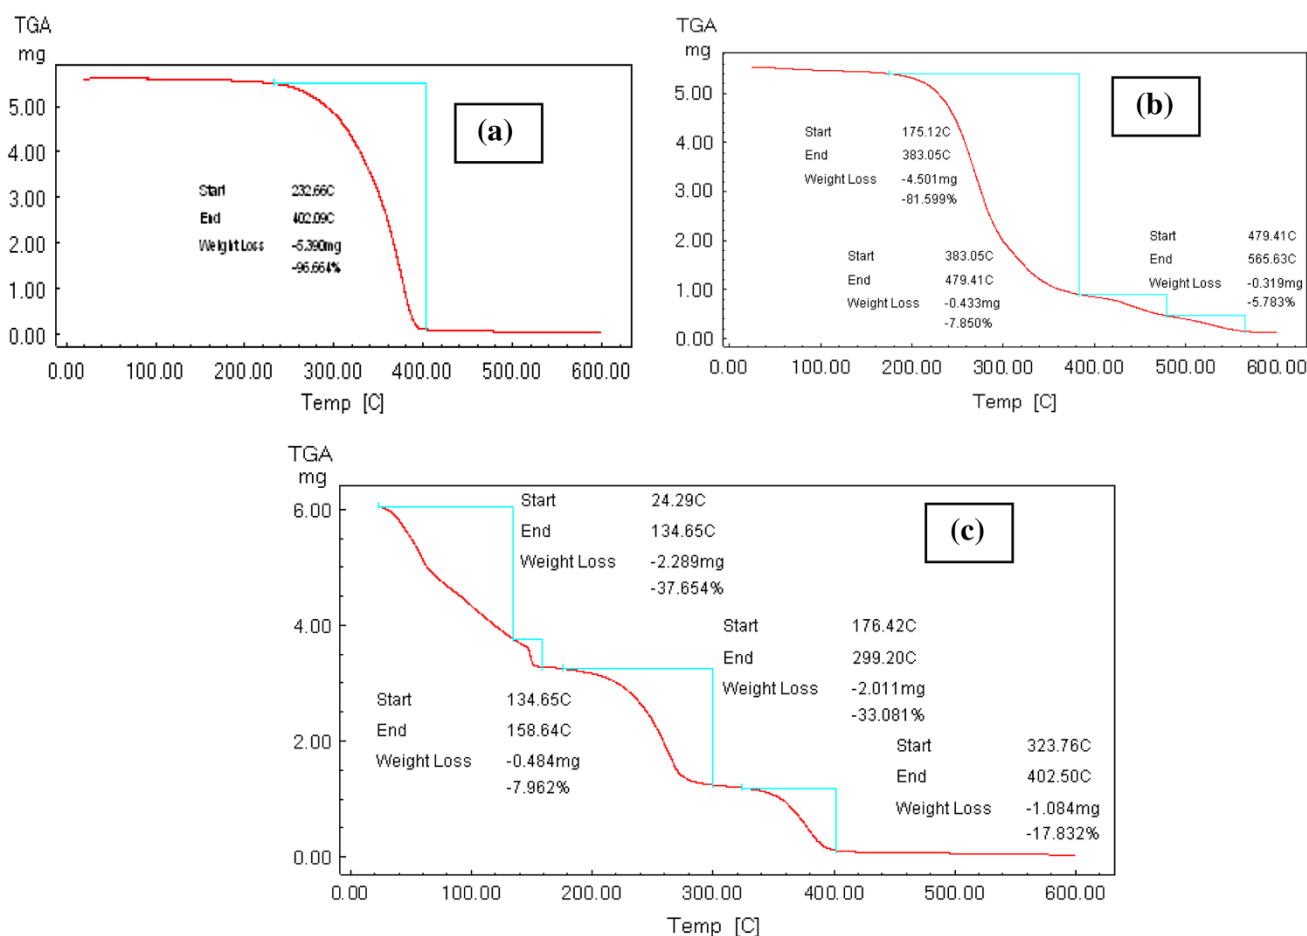 TGA
mg
5.00
4.00
3.00
2.00
1.00
0.00
(a)
Start 232.66C
End 402.09C
Weight Loss -5.390mg
-96.664%
0.00 100.00 200.00 300.00 400.00 500.00 600.00
Temp [C]
TGA
mg
5.00
4.00
3.00
2.00
1.00
0.00
(b)
Start 175.12C
End 383.05C
Weight Loss -4.501mg
-81.599%
Start 383.05C
End 479.41C
Weight Loss -0.433mg
-7.850%
Start 479.41C
End 565.63C
Weight Loss -0.319mg
-5.783%
0.00 100.00 200.00 300.00 400.00 500.00 600.00
Temp [C]
TGA
mg
6.00
4.00
2.00
0.00
(c)
Start 24.29C
End 134.65C
Weight Loss -2.289mg
-37.654%
Start 176.42C
End 299.20C
Weight Loss -2.011mg
-33.081%
Start 134.65C
End 158.64C
Weight Loss -0.484mg
-7.962%
Start 323.76C
End 402.50C
Weight Loss -1.084mg
-17.832%
0.00 100.00 200.00 300.00 400.00 500.00 600.00
Temp [C]